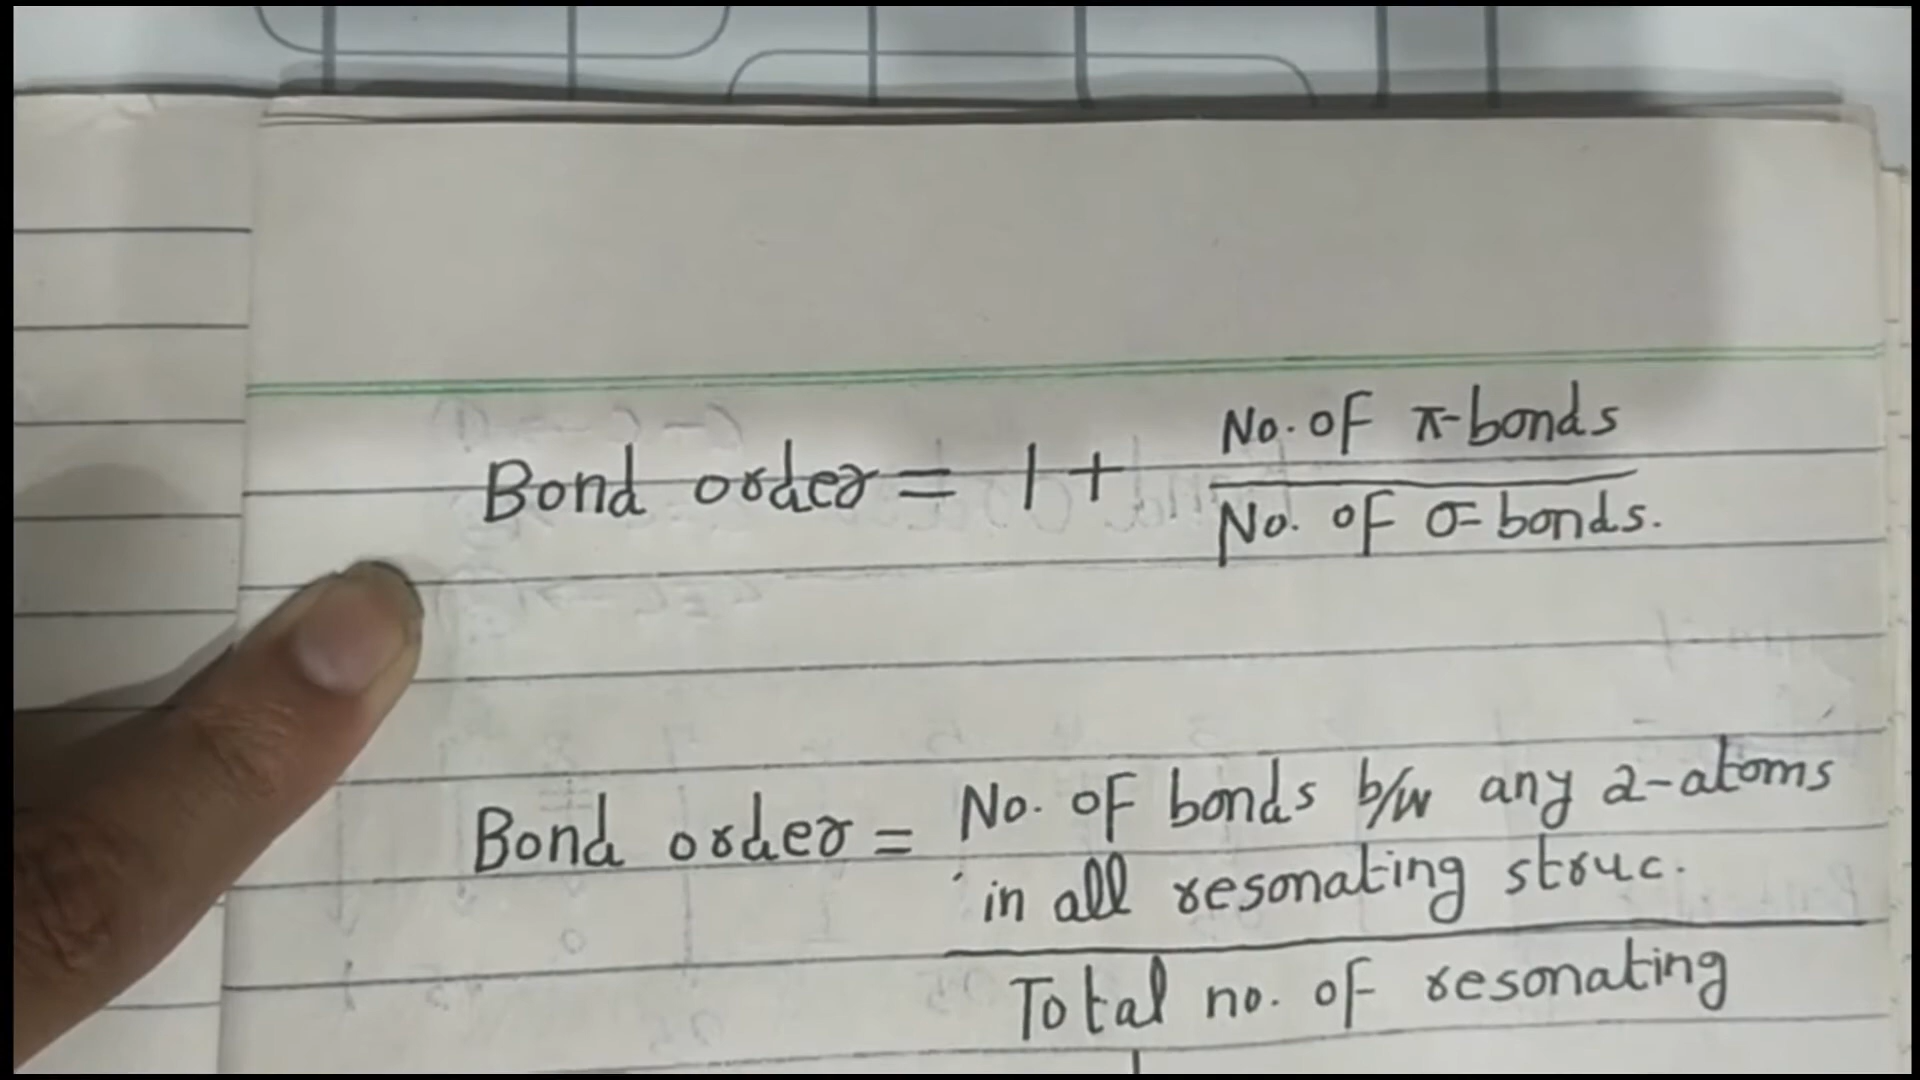 No. of π-bonds
Bond order = 1 +
No. of σ-bonds.
No. of bonds b/w any 2-atoms
Bond order =
in all resonating struc.
Total no. of resonating